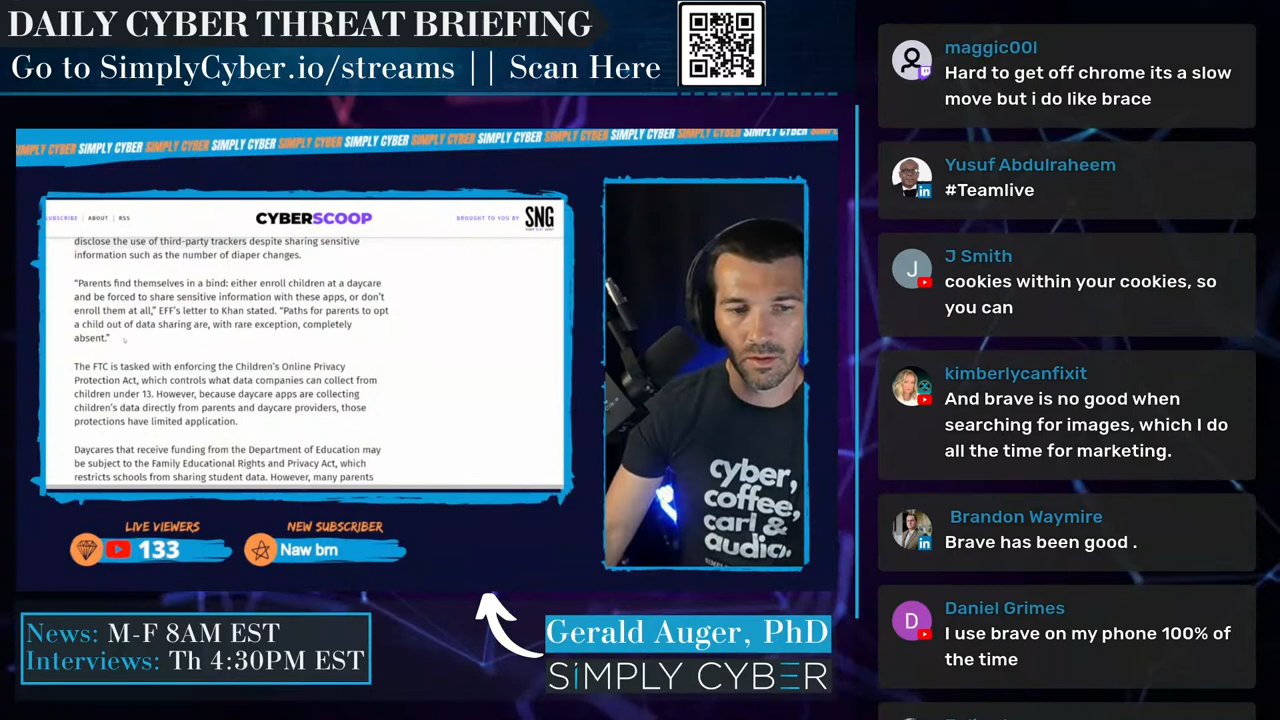 DAILY CYBER THREAT BRIEFING
Go to SimplyCyber.io/streams || Scan Here
SIMPLY CYBER SIMPLY CYBER SIMPLY CYBER SIMPLY CYBER SIMPLY CYBER SIMPLY CYBER SIMPLY CYBER SIMPLY CYBER SIMPLY CYBER SIMPLY CYBER SIMPLY CYBER
UBSCRIBE | ABOUT | RSS
CYBERSCOOP
BROUGHT TO YOU BY SNG
disclose the use of third-party trackers despite sharing sensitive
information such as the number of diaper changes.
“Parents find themselves in a bind: either enroll children at a daycare
and be forced to share sensitive information with these apps, or don’t
enroll them at all,” EFF’s letter to Khan stated. “Paths for parents to opt
a child out of data sharing are, with rare exception, completely
absent.”
The FTC is tasked with enforcing the Children’s Online Privacy
Protection Act, which controls what data companies can collect from
children under 13. However, because daycare apps are collecting
children’s data directly from parents and daycare providers, those
protections have limited application.
Daycares that receive funding from the Department of Education may
be subject to the Family Educational Rights and Privacy Act, which
restricts schools from sharing student data. However, many parents
cyber,
coffee,
carl &
audio.
LIVE VIEWERS
133
NEW SUBSCRIBER
Naw bm
News: M-F 8AM EST
Interviews: Th 4:30PM EST
Gerald Auger, PhD
SIMPLY CYBER
maggic00l
Hard to get off chrome its a slow
move but i do like brace
Yusuf Abdulraheem
#Teamlive
J
J Smith
cookies within your cookies, so
you can
kimberlycanfixit
And brave is no good when
searching for images, which I do
all the time for marketing.
Brandon Waymire
Brave has been good .
D
Daniel Grimes
I use brave on my phone 100% of
the time